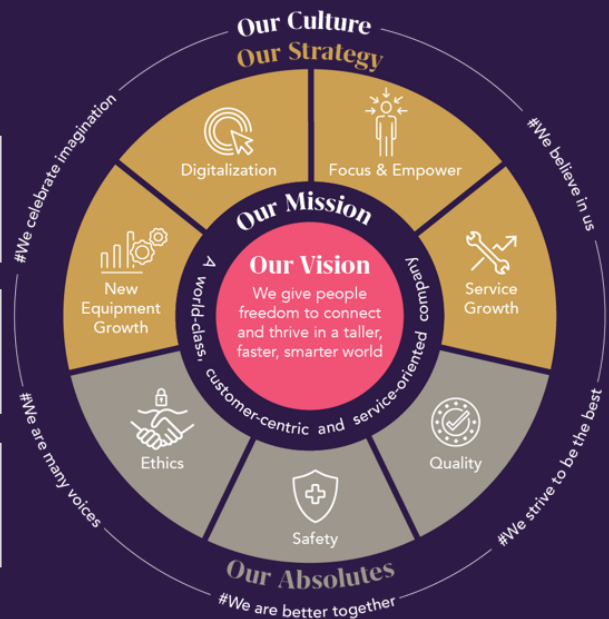 Our Culture
Our Strategy
#We celebrate imagination
#We believe in us
Digitalization
Focus & Empower
New
Equipment
Growth
Service
Growth
Our Mission
A world-class, customer-centric and service-oriented company
Our Vision
We give people
freedom to connect
and thrive in a taller,
faster, smarter world
Ethics
Safety
Quality
Our Absolutes
#We are many voices
#We strive to be the best
#We are better together